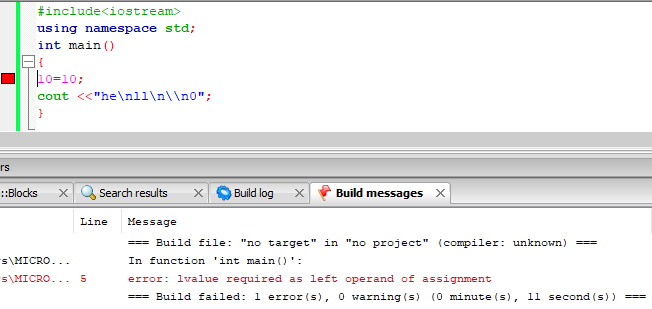 #include<iostream>
using namespace std;
int main()
{
10=10;
cout <<"he\nll\n\\n0";
}
rs
::Blocks Search results Build log Build messages
Line Message
=== Build file: "no target" in "no project" (compiler: unknown) ===
s\MICRO... In function 'int main()':
s\MICRO... 5 error: lvalue required as left operand of assignment
=== Build failed: 1 error(s), 0 warning(s) (0 minute(s), 11 second(s)) ===